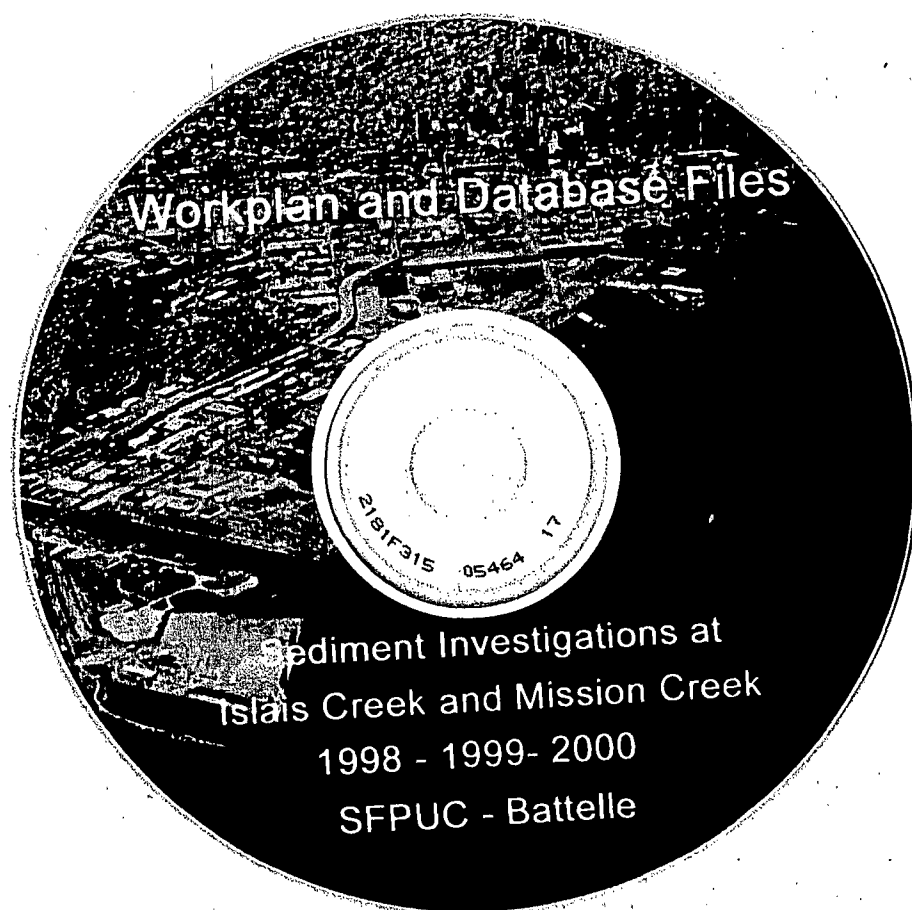 Workplan and Database Files
2181F315 05464 17
Sediment Investigations at
Islais Creek and Mission Creek
1998 - 1999- 2000
SFPUC - Battelle